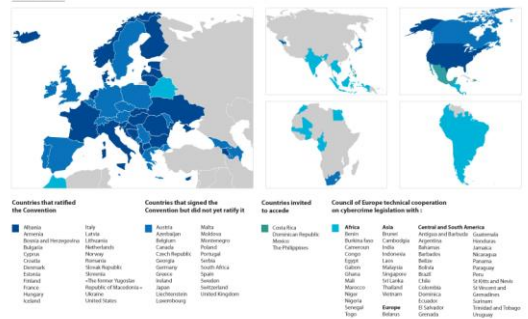 Countries that ratified
the Convention
Albania
Armenia
Bosnia and Herzegovina
Bulgaria
Cyprus
Croatia
Denmark
Estonia
Finland
France
Hungary
Iceland
Italy
Latvia
Lithuania
Netherlands
Norway
Romania
Slovak Republic
Slovenia
«The former Yugoslav
Republic of Macedonia»
Ukraine
United States
Countries that signed the
Convention but did not yet ratify it
Austria
Azerbaijan
Belgium
Canada
Czech Republic
Georgia
Germany
Greece
Ireland
Japan
Liechtenstein
Luxembourg
Malta
Moldova
Montenegro
Poland
Portugal
Serbia
South Africa
Spain
Sweden
Switzerland
United Kingdom
Countries invited
to accede
Costa Rica
Dominican Republic
Mexico
The Philippines
Council of Europe technical cooperation
on cybercrime legislation with :
Africa
Benin
Burkina Faso
Cameroon
Congo
Egypt
Gabon
Ghana
Mali
Morocco
Niger
Nigeria
Senegal
Togo
Asia
Brunei
Cambodia
India
Indonesia
Laos
Malaysia
Singapore
Sri Lanka
Thailand
Vietnam
Europe
Belarus
Central and South America
Antigua and Barbuda
Argentina
Bahamas
Barbados
Belize
Bolivia
Brazil
Chile
Colombia
Dominica
Ecuador
El Salvador
Grenada
Guatemala
Honduras
Jamaica
Nicaragua
Panama
Paraguay
Peru
St Kitts and Nevis
St Vincent and
Grenadines
Surinam
Trinidad and Tobago
Uruguay